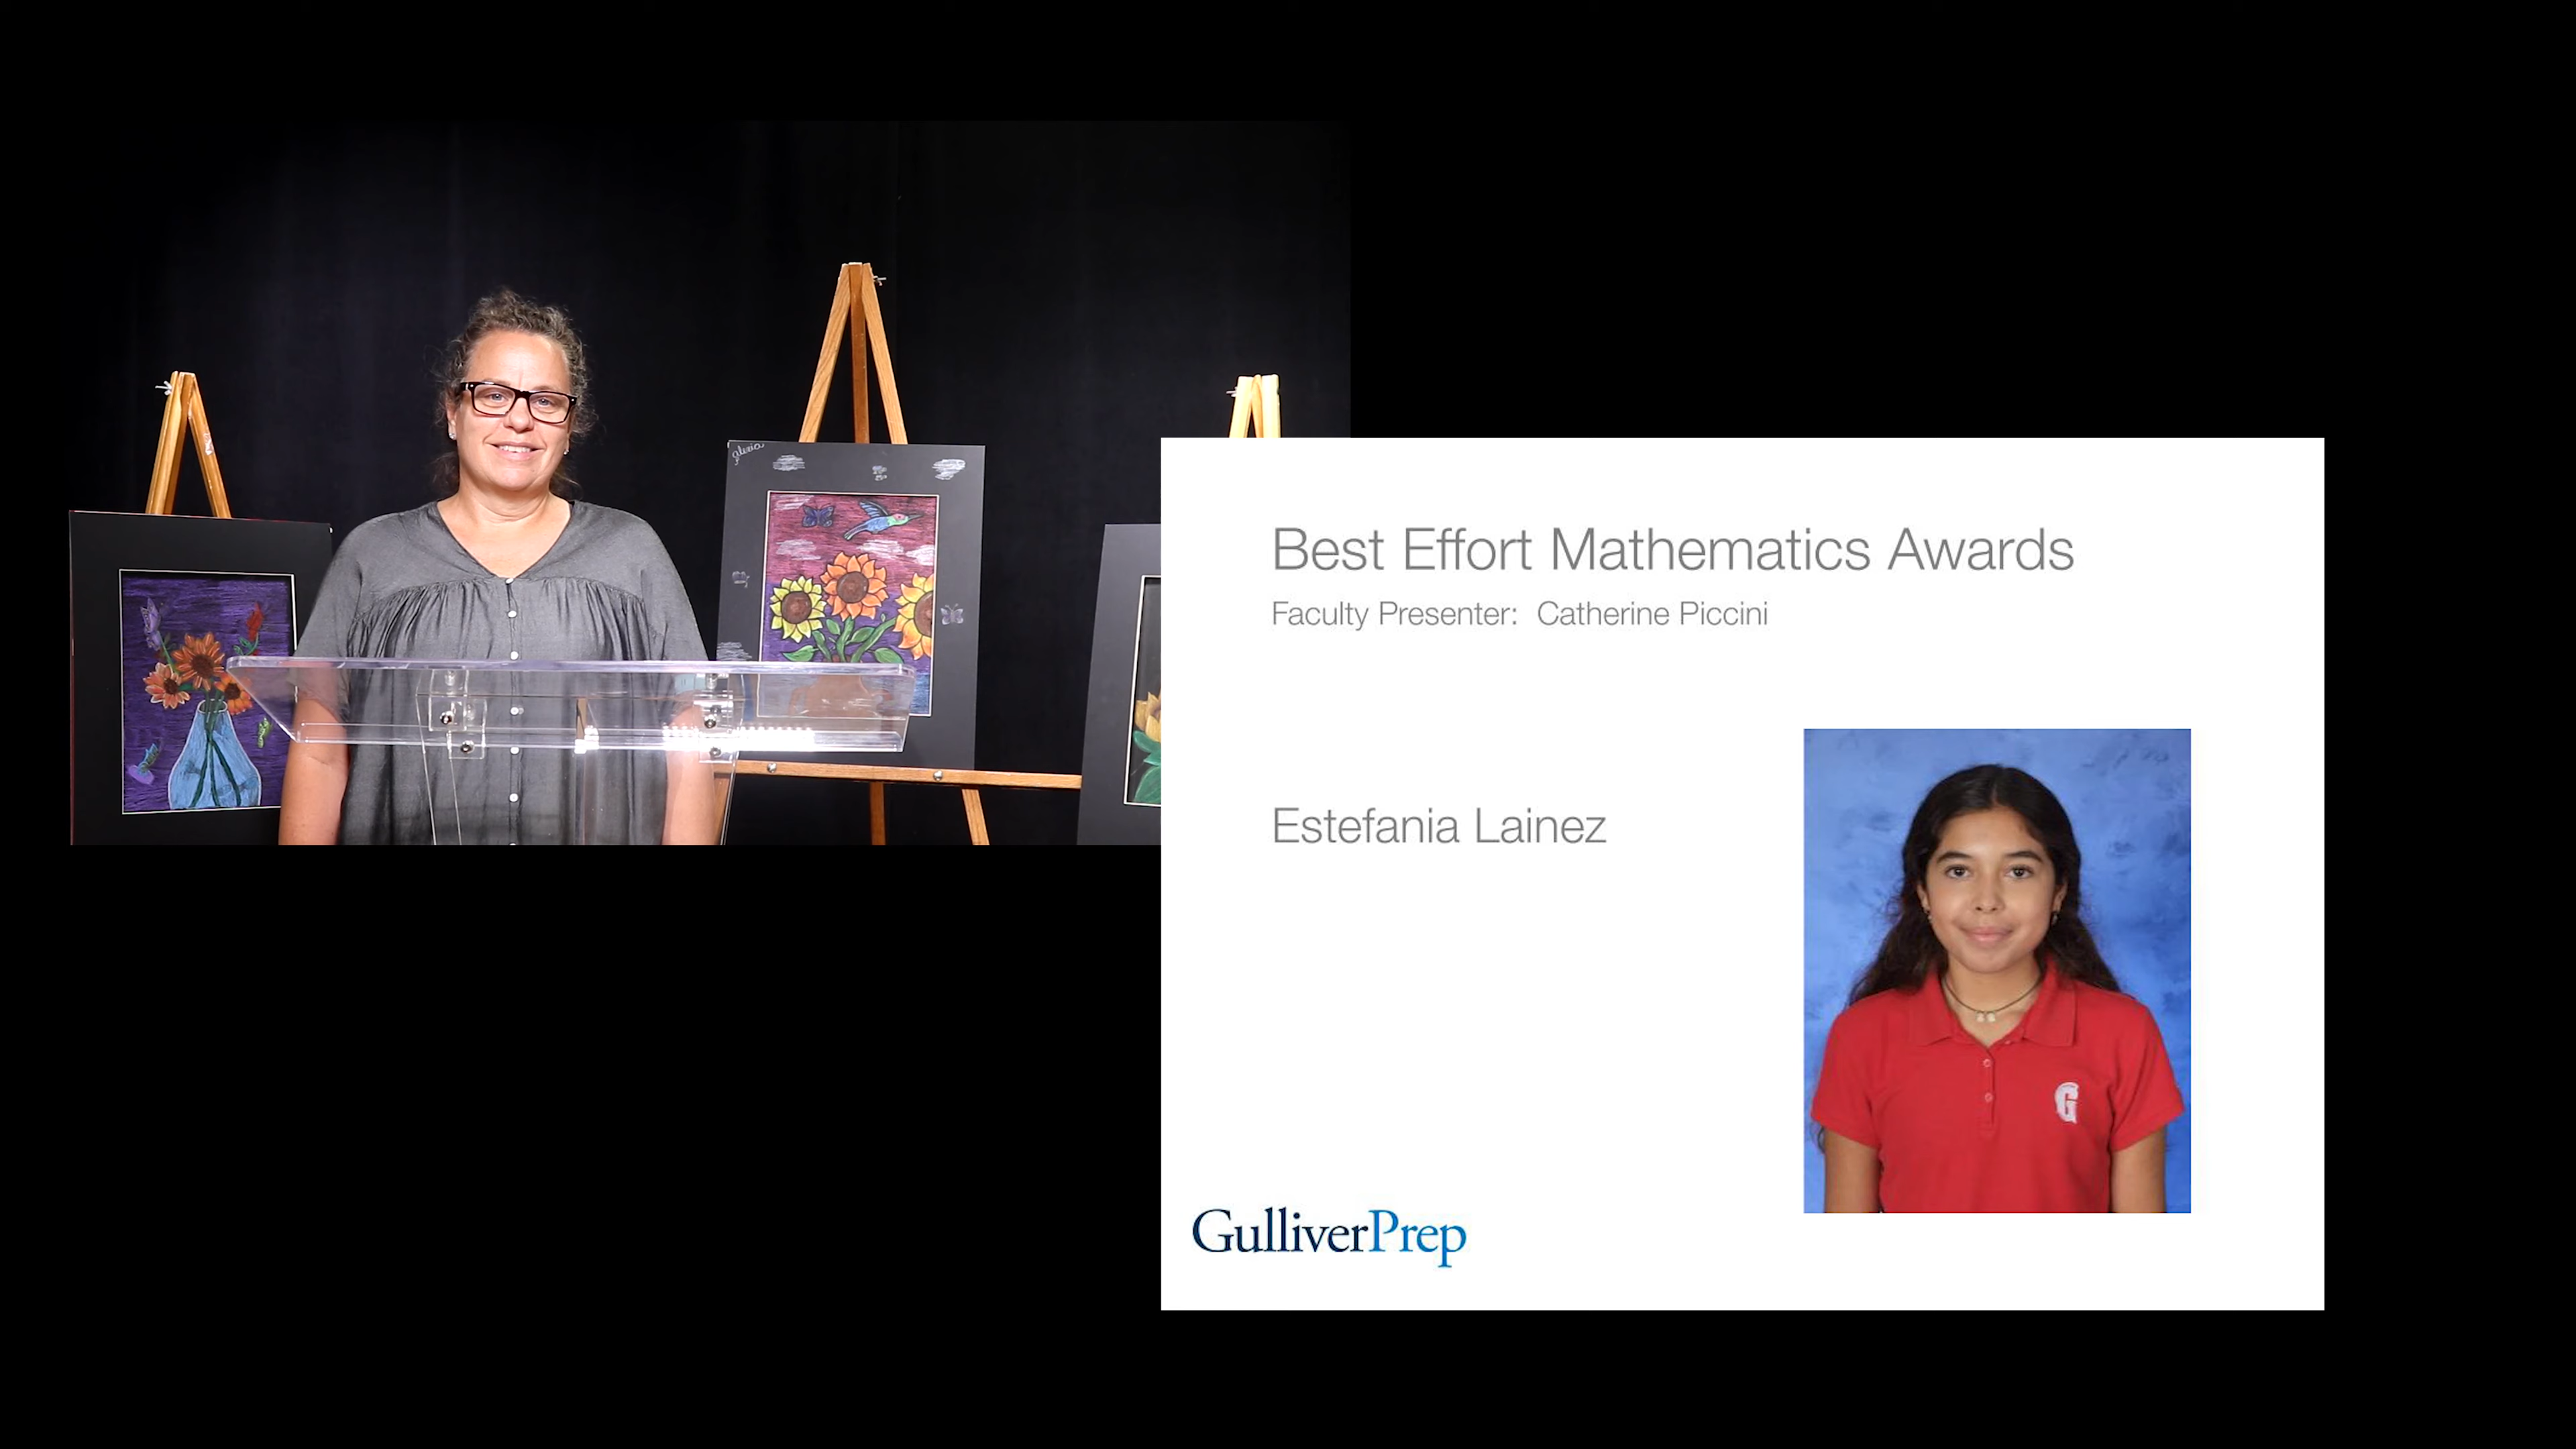 Best Effort Mathematics Awards
Faculty Presenter: Catherine Piccini
Estefania Lainez
G
GulliverPrep